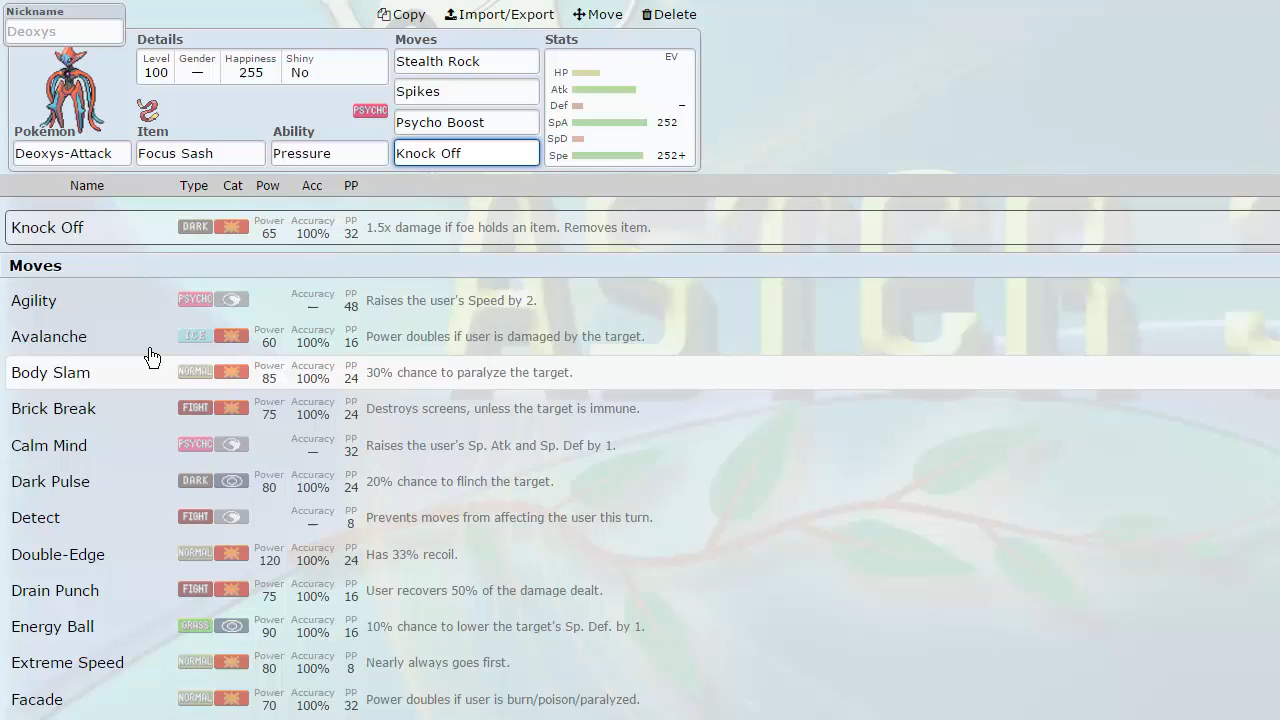 Nickname
Deoxys
Copy Import/Export Move Delete
Details
Level Gender Happiness Shiny
100 — 255 No
PSYCHC
Pokémon Item Ability
Deoxys-Attack Focus Sash Pressure
Moves
Stealth Rock
Spikes
Psycho Boost
Knock Off
Stats
EV
HP
Atk
Def –
SpA 252
SpD
Spe 252+
Name Type Cat Pow Acc PP
Knock Off DARK Power 65 Accuracy 100% PP 32 1.5x damage if foe holds an item. Removes item.
Moves
Agility PSYCHC Accuracy — PP 48 Raises the user's Speed by 2.
Avalanche ICE Power 60 Accuracy 100% PP 16 Power doubles if user is damaged by the target.
Body Slam NORMAL Power 85 Accuracy 100% PP 24 30% chance to paralyze the target.
Brick Break FIGHT Power 75 Accuracy 100% PP 24 Destroys screens, unless the target is immune.
Calm Mind PSYCHC Accuracy — PP 32 Raises the user's Sp. Atk and Sp. Def by 1.
Dark Pulse DARK Power 80 Accuracy 100% PP 24 20% chance to flinch the target.
Detect FIGHT Accuracy — PP 8 Prevents moves from affecting the user this turn.
Double-Edge NORMAL Power 120 Accuracy 100% PP 24 Has 33% recoil.
Drain Punch FIGHT Power 75 Accuracy 100% PP 16 User recovers 50% of the damage dealt.
Energy Ball GRASS Power 90 Accuracy 100% PP 16 10% chance to lower the target's Sp. Def. by 1.
Extreme Speed NORMAL Power 80 Accuracy 100% PP 8 Nearly always goes first.
Facade NORMAL Power 70 Accuracy 100% PP 32 Power doubles if user is burn/poison/paralyzed.